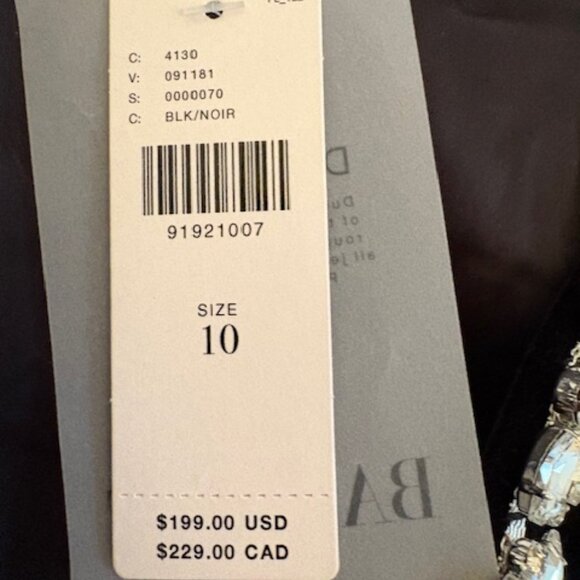 C: 4130
V: 091181
S: 0000070
C: BLK/NOIR
91921007
SIZE
10
$199.00 USD
$229.00 CAD
BA